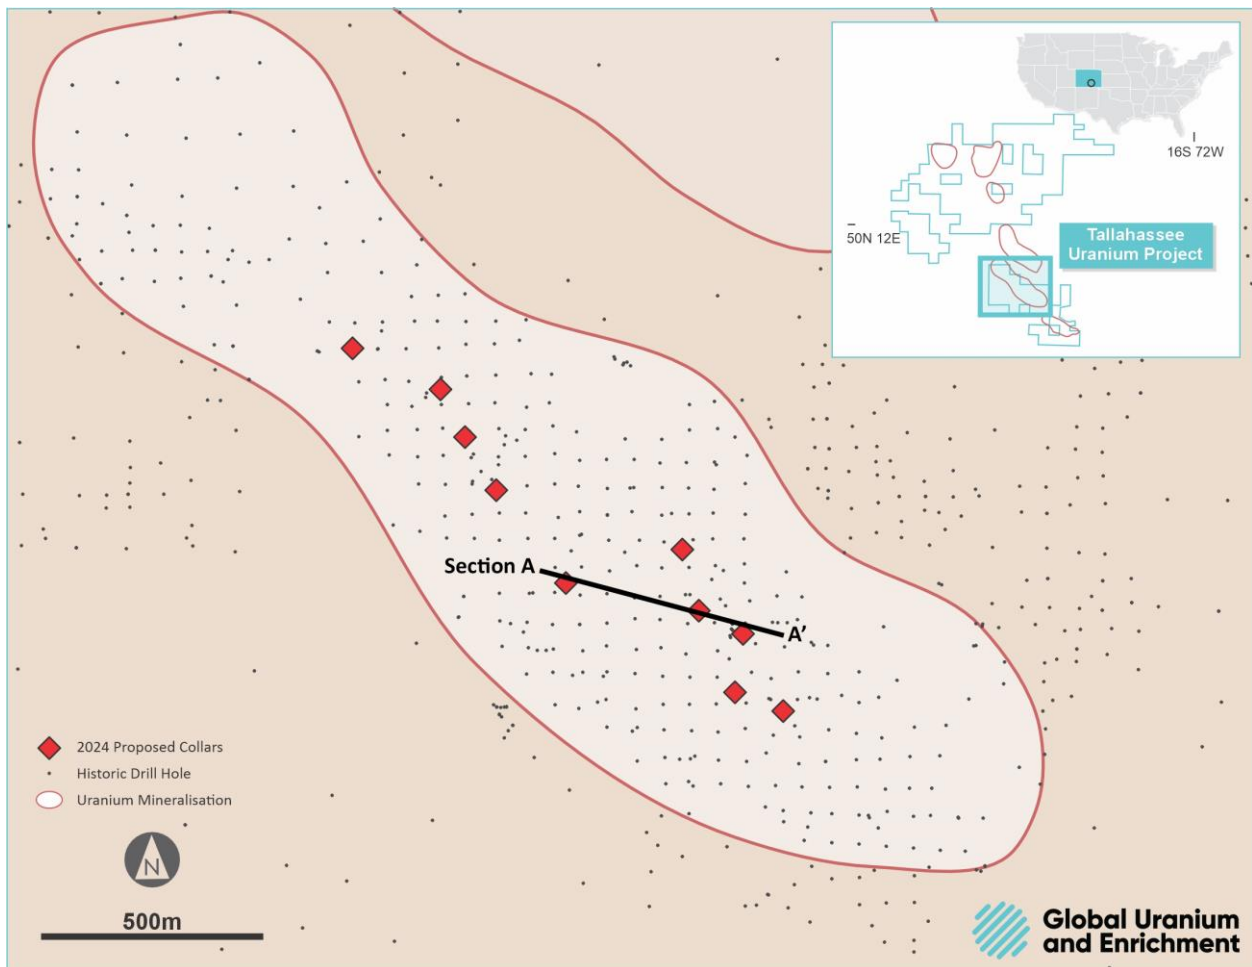 16S 72W
50N 12E
Tallahassee
Uranium Project
Section A
A’
2024 Proposed Collars
Historic Drill Hole
Uranium Mineralisation
N
500m
Global Uranium
and Enrichment